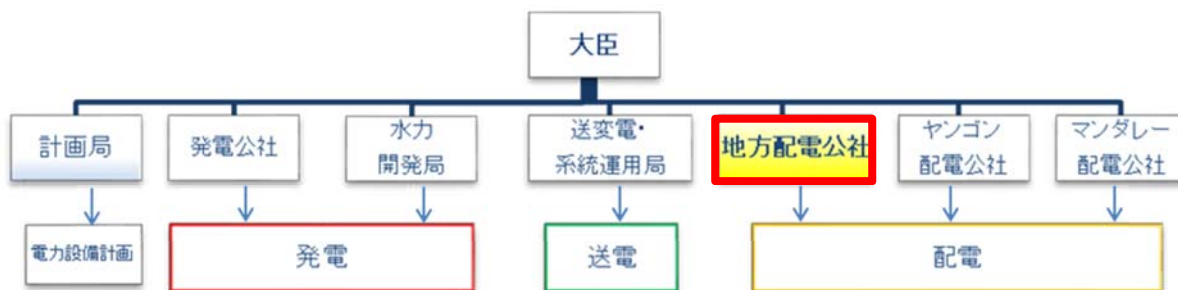 大臣
計画局
発電公社
水力
開発局
送変電・
系統運用局
地方配電公社
ヤンゴン
配電公社
マンダレー
配電公社
電力設備計画
発電
送電
配電